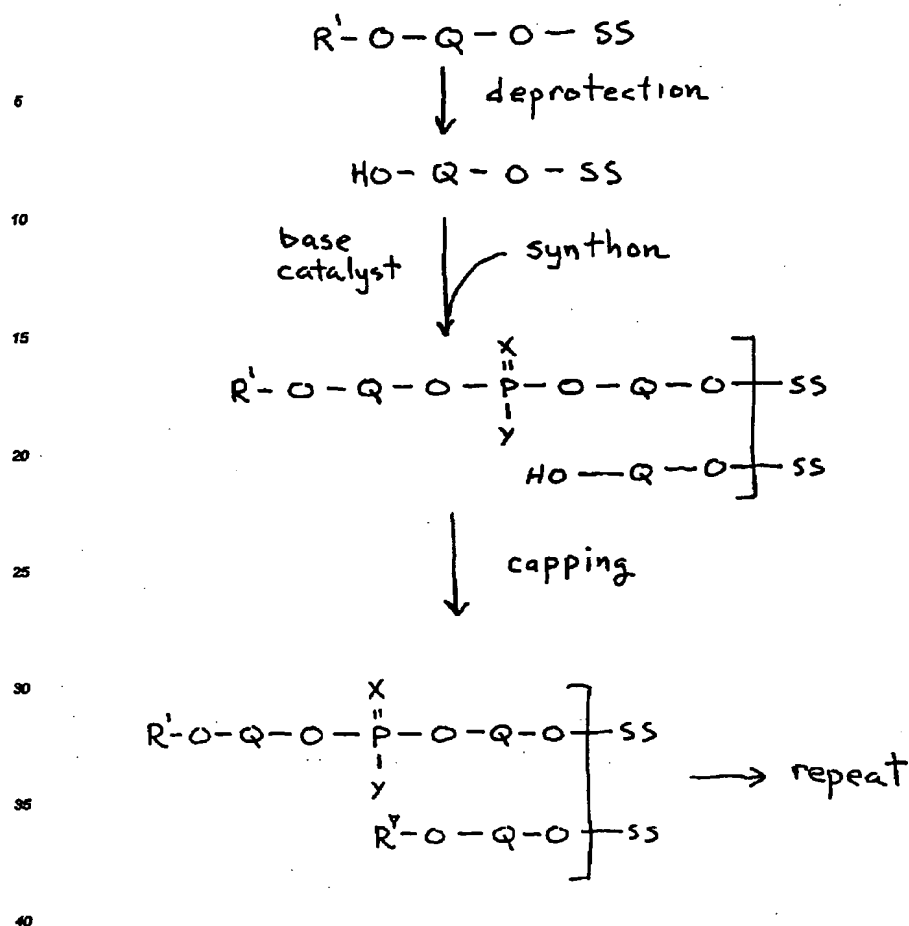 R'-O-Q-O-SS
5
deprotection
HO-Q-O-SS
10
base catalyst
synthon
15
X
R'-O-Q-O-P-O-Q-O-SS
Y
20
HO-Q-O-SS
25
capping
30
X
R'-O-Q-O-P-O-Q-O-SS
Y
repeat
35
R-O-Q-O-SS
40